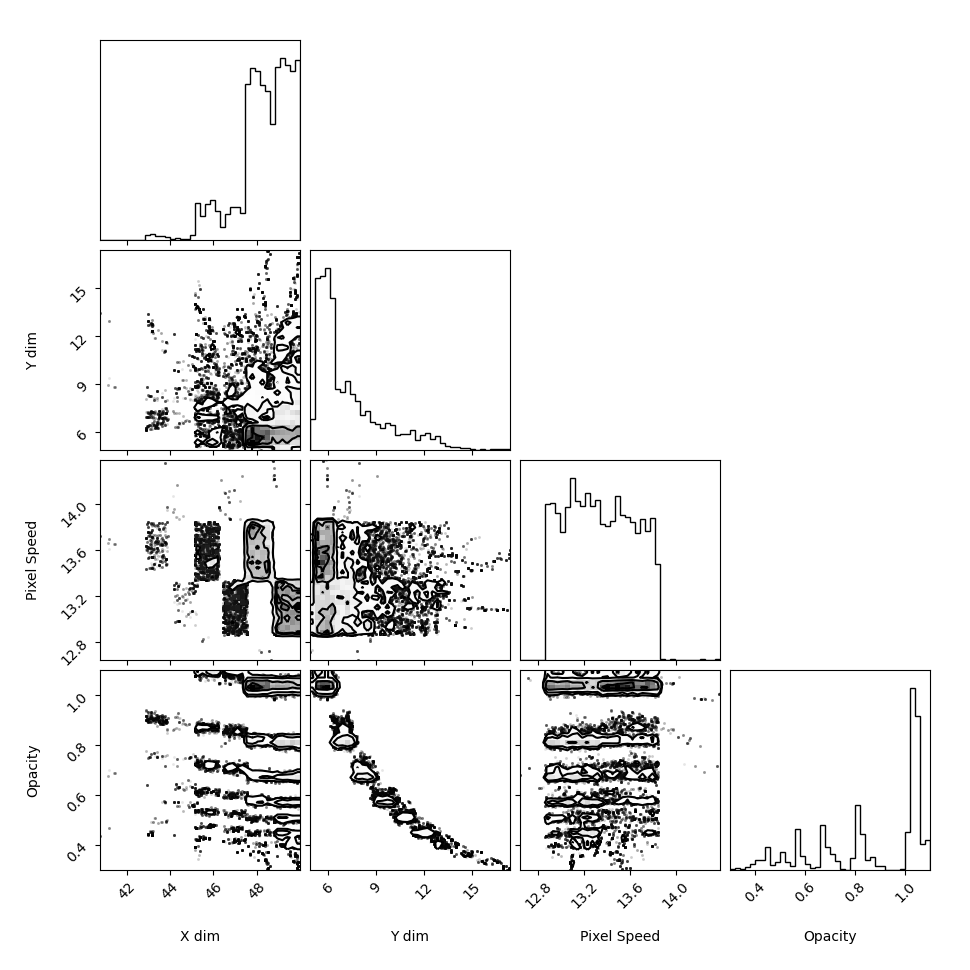 Y dim
15
12
9
6
Pixel Speed
14.0
13.6
13.2
12.8
Opacity
1.0
0.8
0.6
0.4
42 44 46 48
6 9 12 15
12.8 13.2 13.6 14.0
0.4 0.6 0.8 1.0
X dim Y dim Pixel Speed Opacity